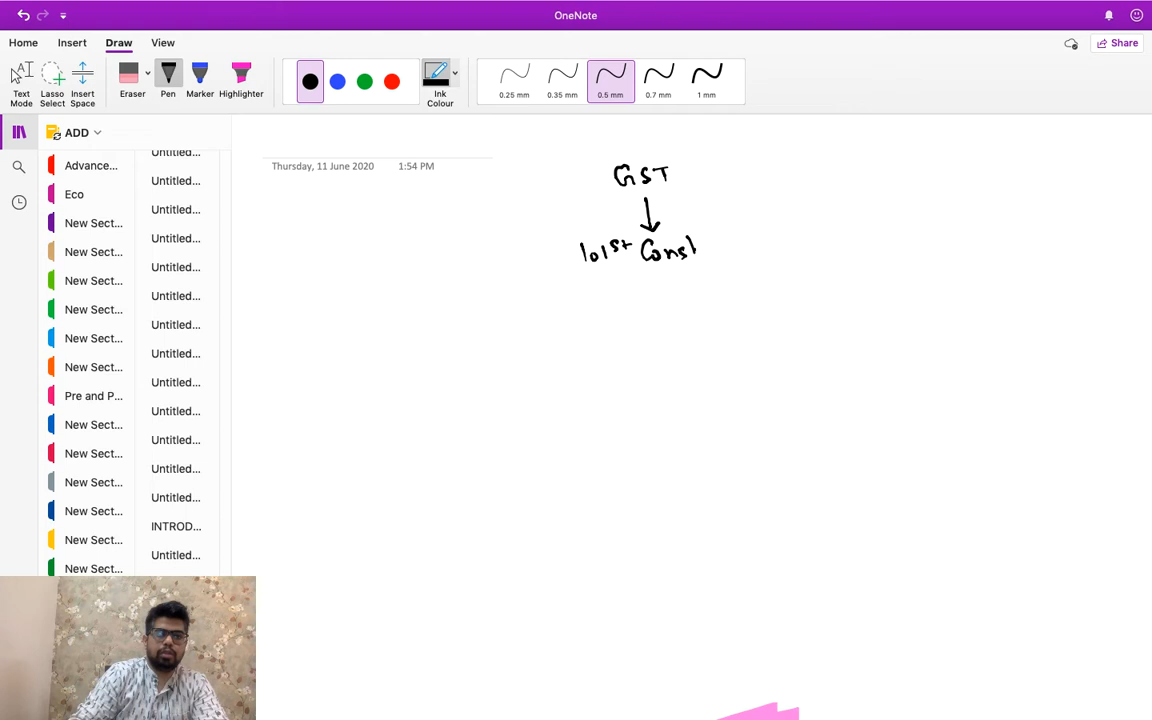 OneNote
Home Insert Draw View
Share
Text Mode
Lasso Select
Insert Space
Eraser
Pen
Marker
Highlighter
Ink Colour
0.25 mm 0.35 mm 0.5 mm 0.7 mm 1 mm
ADD
Advance...
Eco
New Sect...
New Sect...
New Sect...
New Sect...
New Sect...
New Sect...
Pre and P...
New Sect...
New Sect...
New Sect...
New Sect...
New Sect...
New Sect...
Untitled...
Untitled...
Untitled...
Untitled...
Untitled...
Untitled...
Untitled...
Untitled...
Untitled...
Untitled...
Untitled...
Untitled...
Untitled...
INTROD...
Untitled...
Thursday, 11 June 2020 1:54 PM
GST
101st Const